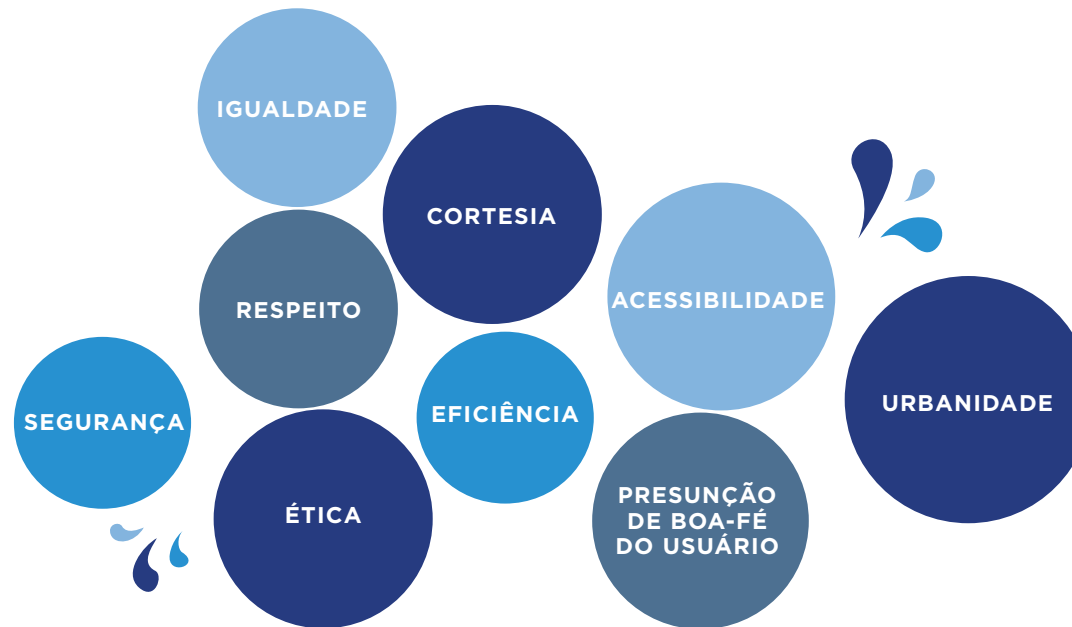 IGUALDADE
CORTESIA
ACESSIBILIDADE
RESPEITO
URBANIDADE
SEGURANÇA
EFICIÊNCIA
ÉTICA
PRESUNÇÃO
DE BOA-FÉ
DO USUÁRIO